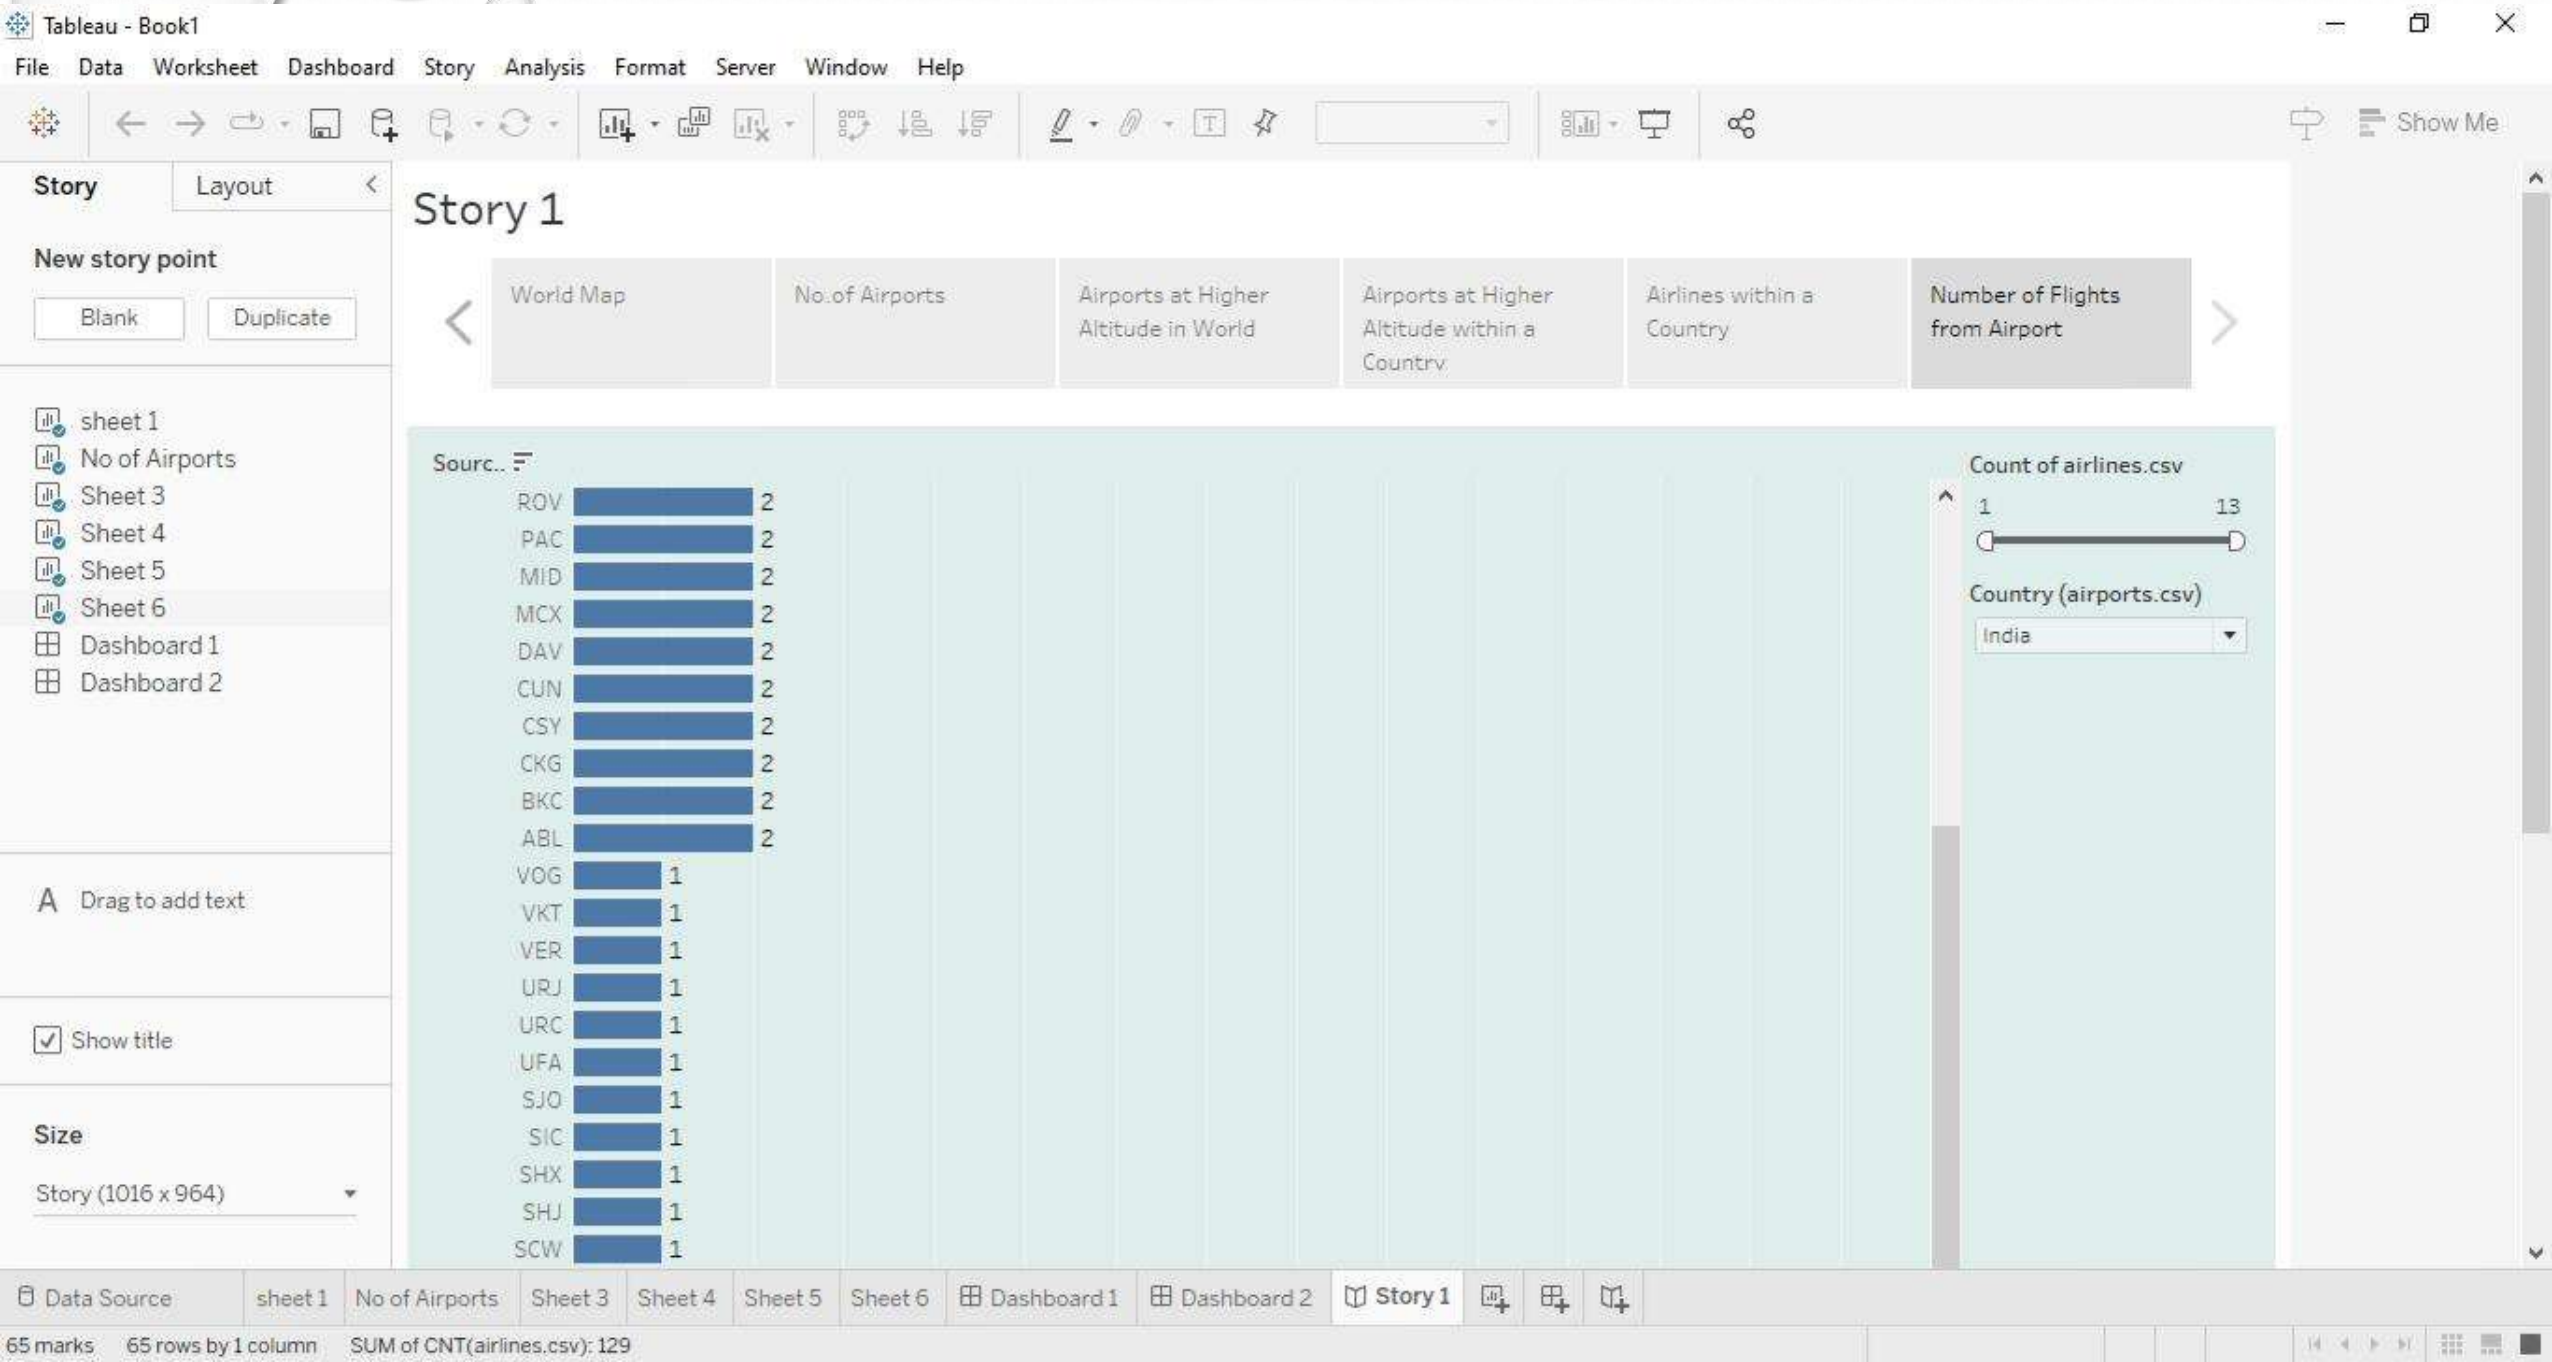 Tableau - Book1
File Data Worksheet Dashboard Story Analysis Format Server Window Help
Show Me
Story Layout
New story point
Blank Duplicate
sheet 1
No of Airports
Sheet 3
Sheet 4
Sheet 5
Sheet 6
Dashboard 1
Dashboard 2
A Drag to add text
Show title
Size
Story (1016 x 964)
Story 1
World Map
No.of Airports
Airports at Higher
Altitude in World
Airports at Higher
Altitude within a
Country
Airlines within a
Country
Number of Flights
from Airport
Sourc..
ROV 2
PAC 2
MID 2
MCX 2
DAV 2
CUN 2
CSY 2
CKG 2
BKC 2
ABL 2
VOG 1
VKT 1
VER 1
URJ 1
URC 1
UFA 1
SJO 1
SIC 1
SHX 1
SHJ 1
SCW 1
Count of airlines.csv
1 13
Country (airports.csv)
India
Data Source sheet 1 No of Airports Sheet 3 Sheet 4 Sheet 5 Sheet 6 Dashboard 1 Dashboard 2 Story 1
65 marks 65 rows by 1 column SUM of CNT(airlines.csv): 129